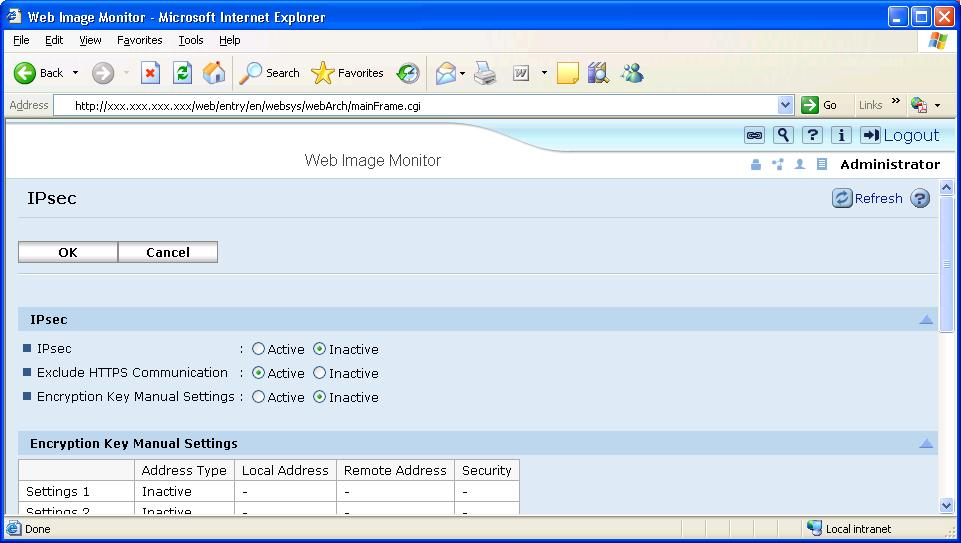 Web Image Monitor - Microsoft Internet Explorer
File Edit View Favorites Tools Help
Back Search Favorites
Address http://xxx.xxx.xxx.xxx/web/entry/en/websys/webArch/mainFrame.cgi Go Links »
? i Logout
Web Image Monitor Administrator
IPsec Refresh ?
OK Cancel
IPsec
IPsec : Active Inactive
Exclude HTTPS Communication : Active Inactive
Encryption Key Manual Settings : Active Inactive
Encryption Key Manual Settings
Address Type Local Address Remote Address Security
Settings 1 Inactive - - -
Settings 2 Inactive - - -
Done Local intranet